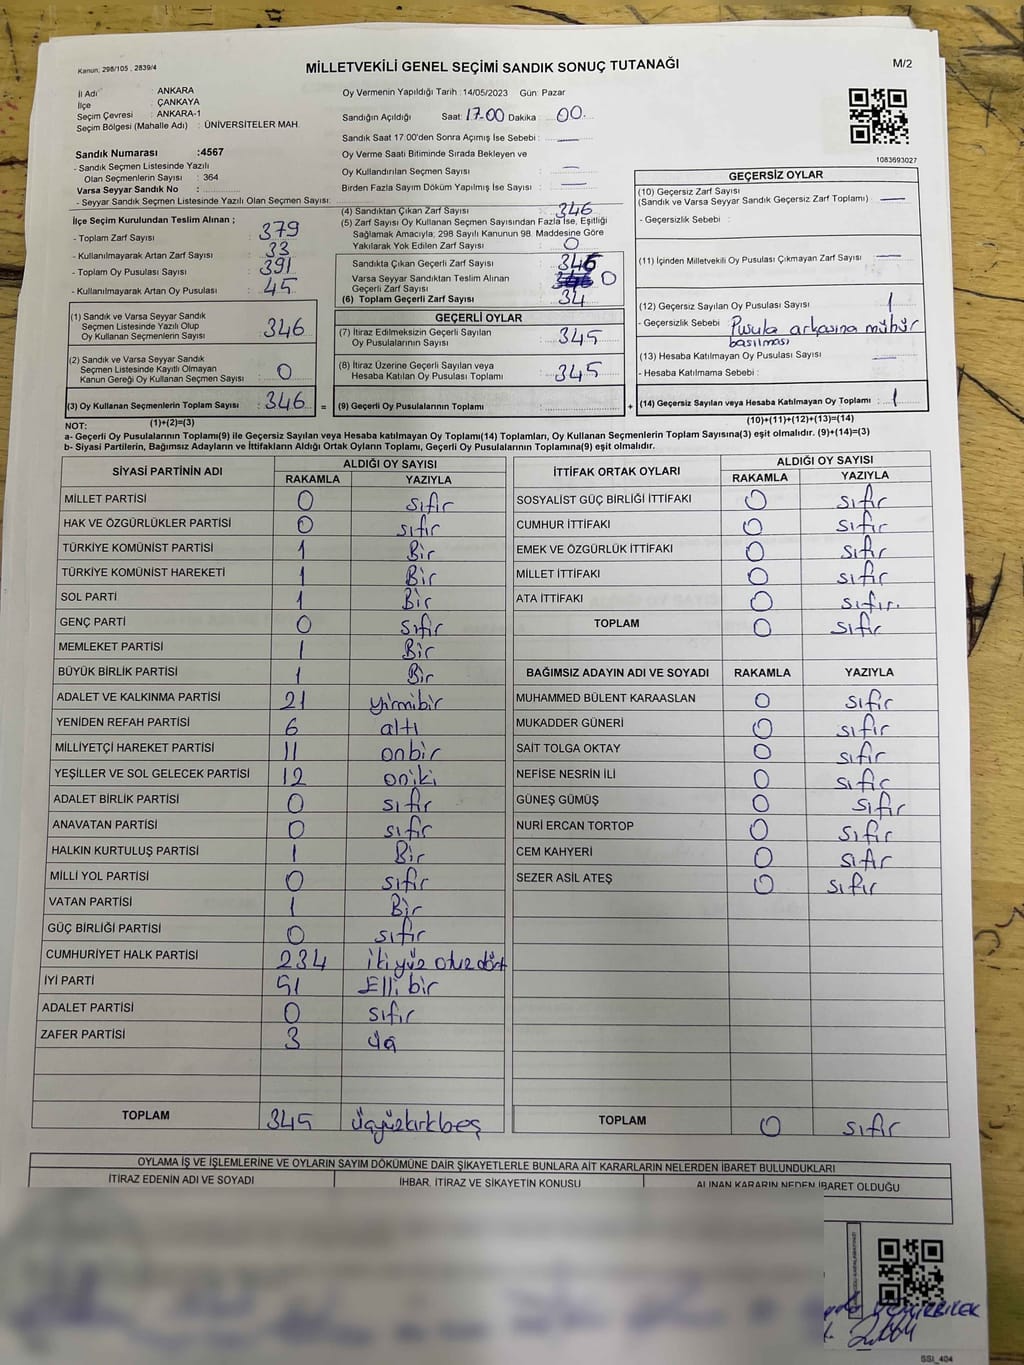 Kanun, 298/105 , 2839/4
MİLLETVEKİLİ GENEL SEÇİMİ SANDIK SONUÇ TUTANAĞI
M/2
İl Adı : ANKARA
İlçe : ÇANKAYA
Seçim Çevresi : ANKARA-1
Seçim Bölgesi (Mahalle Adı) : ÜNİVERSİTELER MAH.
Sandık Numarası :4567
- Sandık Seçmen Listesinde Yazılı
Olan Seçmenlerin Sayısı : 364
Varsa Seyyar Sandık No :
- Seyyar Sandık Seçmen Listesinde Yazılı Olan Seçmen Sayısı:
Oy Vermenin Yapıldığı Tarih : 14/05/2023 Gün: Pazar
Sandığın Açıldığı Saat: 17.00 Dakika : 00.
Sandık Saat 17:00'den Sonra Açımış İse Sebebi : —
Oy Verme Saati Bitiminde Sırada Bekleyen ve
Oy Kullandırılan Seçmen Sayısı : —
Birden Fazla Sayım Döküm Yapılmış İse Sayısı : —
1083693027
İlçe Seçim Kurulundan Teslim Alınan ;
- Toplam Zarf Sayısı : 379
- Kullanılmayarak Artan Zarf Sayısı : 33
- Toplam Oy Pusulası Sayısı : 391
- Kullanılmayarak Artan Oy Pusulası : 45
(1) Sandık ve Varsa Seyyar Sandık
Seçmen Listesinde Yazılı Olup
Oy Kullanan Seçmenlerin Sayısı : 346
(2) Sandık ve Varsa Seyyar Sandık
Seçmen Listesinde Kayıtlı Olmayan
Kanun Gereği Oy Kullanan Seçmen Sayısı : 0
(3) Oy Kullanan Seçmenlerin Toplam Sayısı : 346 =
(1)+(2)=(3)
(4) Sandıktan Çıkan Zarf Sayısı : 346
(5) Zarf Sayısı Oy Kullanan Seçmen Sayısından Fazla İse, Eşitliği
Sağlamak Amacıyla; 298 Sayılı Kanunun 98. Maddesine Göre
Yakılarak Yok Edilen Zarf Sayısı : 0
Sandıkta Çıkan Geçerli Zarf Sayısı : 346
Varsa Seyyar Sandıktan Teslim Alınan
Geçerli Zarf Sayısı : 0
(6) Toplam Geçerli Zarf Sayısı : 34
GEÇERLİ OYLAR
(7) İtiraz Edilmeksizin Geçerli Sayılan
Oy Pusulasının Sayısı : 345
(8) İtiraz Üzerine Geçerli Sayılan veya
Hesaba Katılan Oy Pusulası Toplamı : 345
(9) Geçerli Oy Pusulalarının Toplamı : +
GEÇERSİZ OYLAR
(10) Geçersiz Zarf Sayısı
(Sandık ve Varsa Seyyar Sandık Geçersiz Zarf Toplamı) : —
- Geçersizlik Sebebi :
(11) İçinden Milletvekili Oy Pusulası Çıkmayan Zarf Sayısı : —
(12) Geçersiz Sayılan Oy Pusulası Sayısı : 1
- Geçersizlik Sebebi : Pusula arkasına mühür
basılması
(13) Hesaba Katılmayan Oy Pusulası Sayısı : —
- Hesaba Katılmama Sebebi :
(14) Geçersiz Sayılan veya Hesaba Katılmayan Oy Toplamı : 1
(10)+(11)+(12)+(13)=(14)
NOT:
a- Geçerli Oy Pusulalarının Toplamı(9) ile Geçersiz Sayılan veya Hesaba katılmayan Oy Toplamı(14) Toplamları, Oy Kullanan Seçmenlerin Toplam Sayısına(3) eşit olmalıdır. (9)+(14)=(3)
b- Siyasi Partilerin, Bağımsız Adayların ve İttifakların Aldığı Ortak Oyların Toplamı, Geçerli Oy Pusulalarının Toplamına(9) eşit olmalıdır.
SİYASİ PARTİNİN ADI ALDIĞI OY SAYISI
RAKAMLA YAZIYLA
MİLLET PARTİSİ 0 sıfır
HAK VE ÖZGÜRLÜKLER PARTİSİ 0 sıfır
TÜRKİYE KOMÜNİST PARTİSİ 1 Bir
TÜRKİYE KOMÜNİST HAREKETİ 1 Bir
SOL PARTİ 1 Bir
GENÇ PARTİ 0 sıfır
MEMLEKET PARTİSİ 1 Bir
BÜYÜK BİRLİK PARTİSİ 1 Bir
ADALET VE KALKINMA PARTİSİ 21 yirmibir
YENİDEN REFAH PARTİSİ 6 altı
MİLLİYETÇİ HAREKET PARTİSİ 11 onbir
YEŞİLLER VE SOL GELECEK PARTİSİ 12 oniki
ADALET BİRLİK PARTİSİ 0 sıfır
ANAVATAN PARTİSİ 0 sıfır
HALKIN KURTULUŞ PARTİSİ 1 Bir
MİLLİ YOL PARTİSİ 0 sıfır
VATAN PARTİSİ 1 Bir
GÜÇ BİRLİĞİ PARTİSİ 0 sıfır
CUMHURİYET HALK PARTİSİ 234 ikiyüz otuz dört
İYİ PARTİ 51 Elli bir
ADALET PARTİSİ 0 sıfır
ZAFER PARTİSİ 3 üç
TOPLAM 345 üçyüzkırkbeş
İTTİFAK ORTAK OYLARI ALDIĞI OY SAYISI
RAKAMLA YAZIYLA
SOSYALİST GÜÇ BİRLİĞİ İTTİFAKI 0 sıfır
CUMHUR İTTİFAKI 0 sıfır
EMEK VE ÖZGÜRLÜK İTTİFAKI 0 sıfır
MİLLET İTTİFAKI 0 sıfır
ATA İTTİFAKI 0 sıfır.
TOPLAM 0 sıfır
BAĞIMSIZ ADAYIN ADI VE SOYADI RAKAMLA YAZIYLA
MUHAMMED BÜLENT KARAASLAN 0 sıfır
MUKADDER GÜNERİ 0 sıfır
SAİT TOLGA OKTAY 0 sıfır
NEFİSE NESRİN İLİ 0 sıfır
GÜNEŞ GÜMÜŞ 0 sıfır
NURİ ERCAN TORTOP 0 sıfır
CEM KAHYERİ 0 sıfır
SEZER ASİL ATEŞ 0 sıfır
TOPLAM 0 sıfır
OYLAMA İŞ VE İŞLEMLERİNE VE OYLARIN SAYIM DÖKÜMÜNE DAİR ŞİKAYETLERLE BUNLARA AİT KARARLARIN NELERDEN İBARET BULUNDUKLARI
İTİRAZ EDENİN ADI VE SOYADI İHBAR, İTİRAZ VE ŞİKAYETİN KONUSU ALINAN KARARIN NEDEN İBARET OLDUĞU
SSI_404